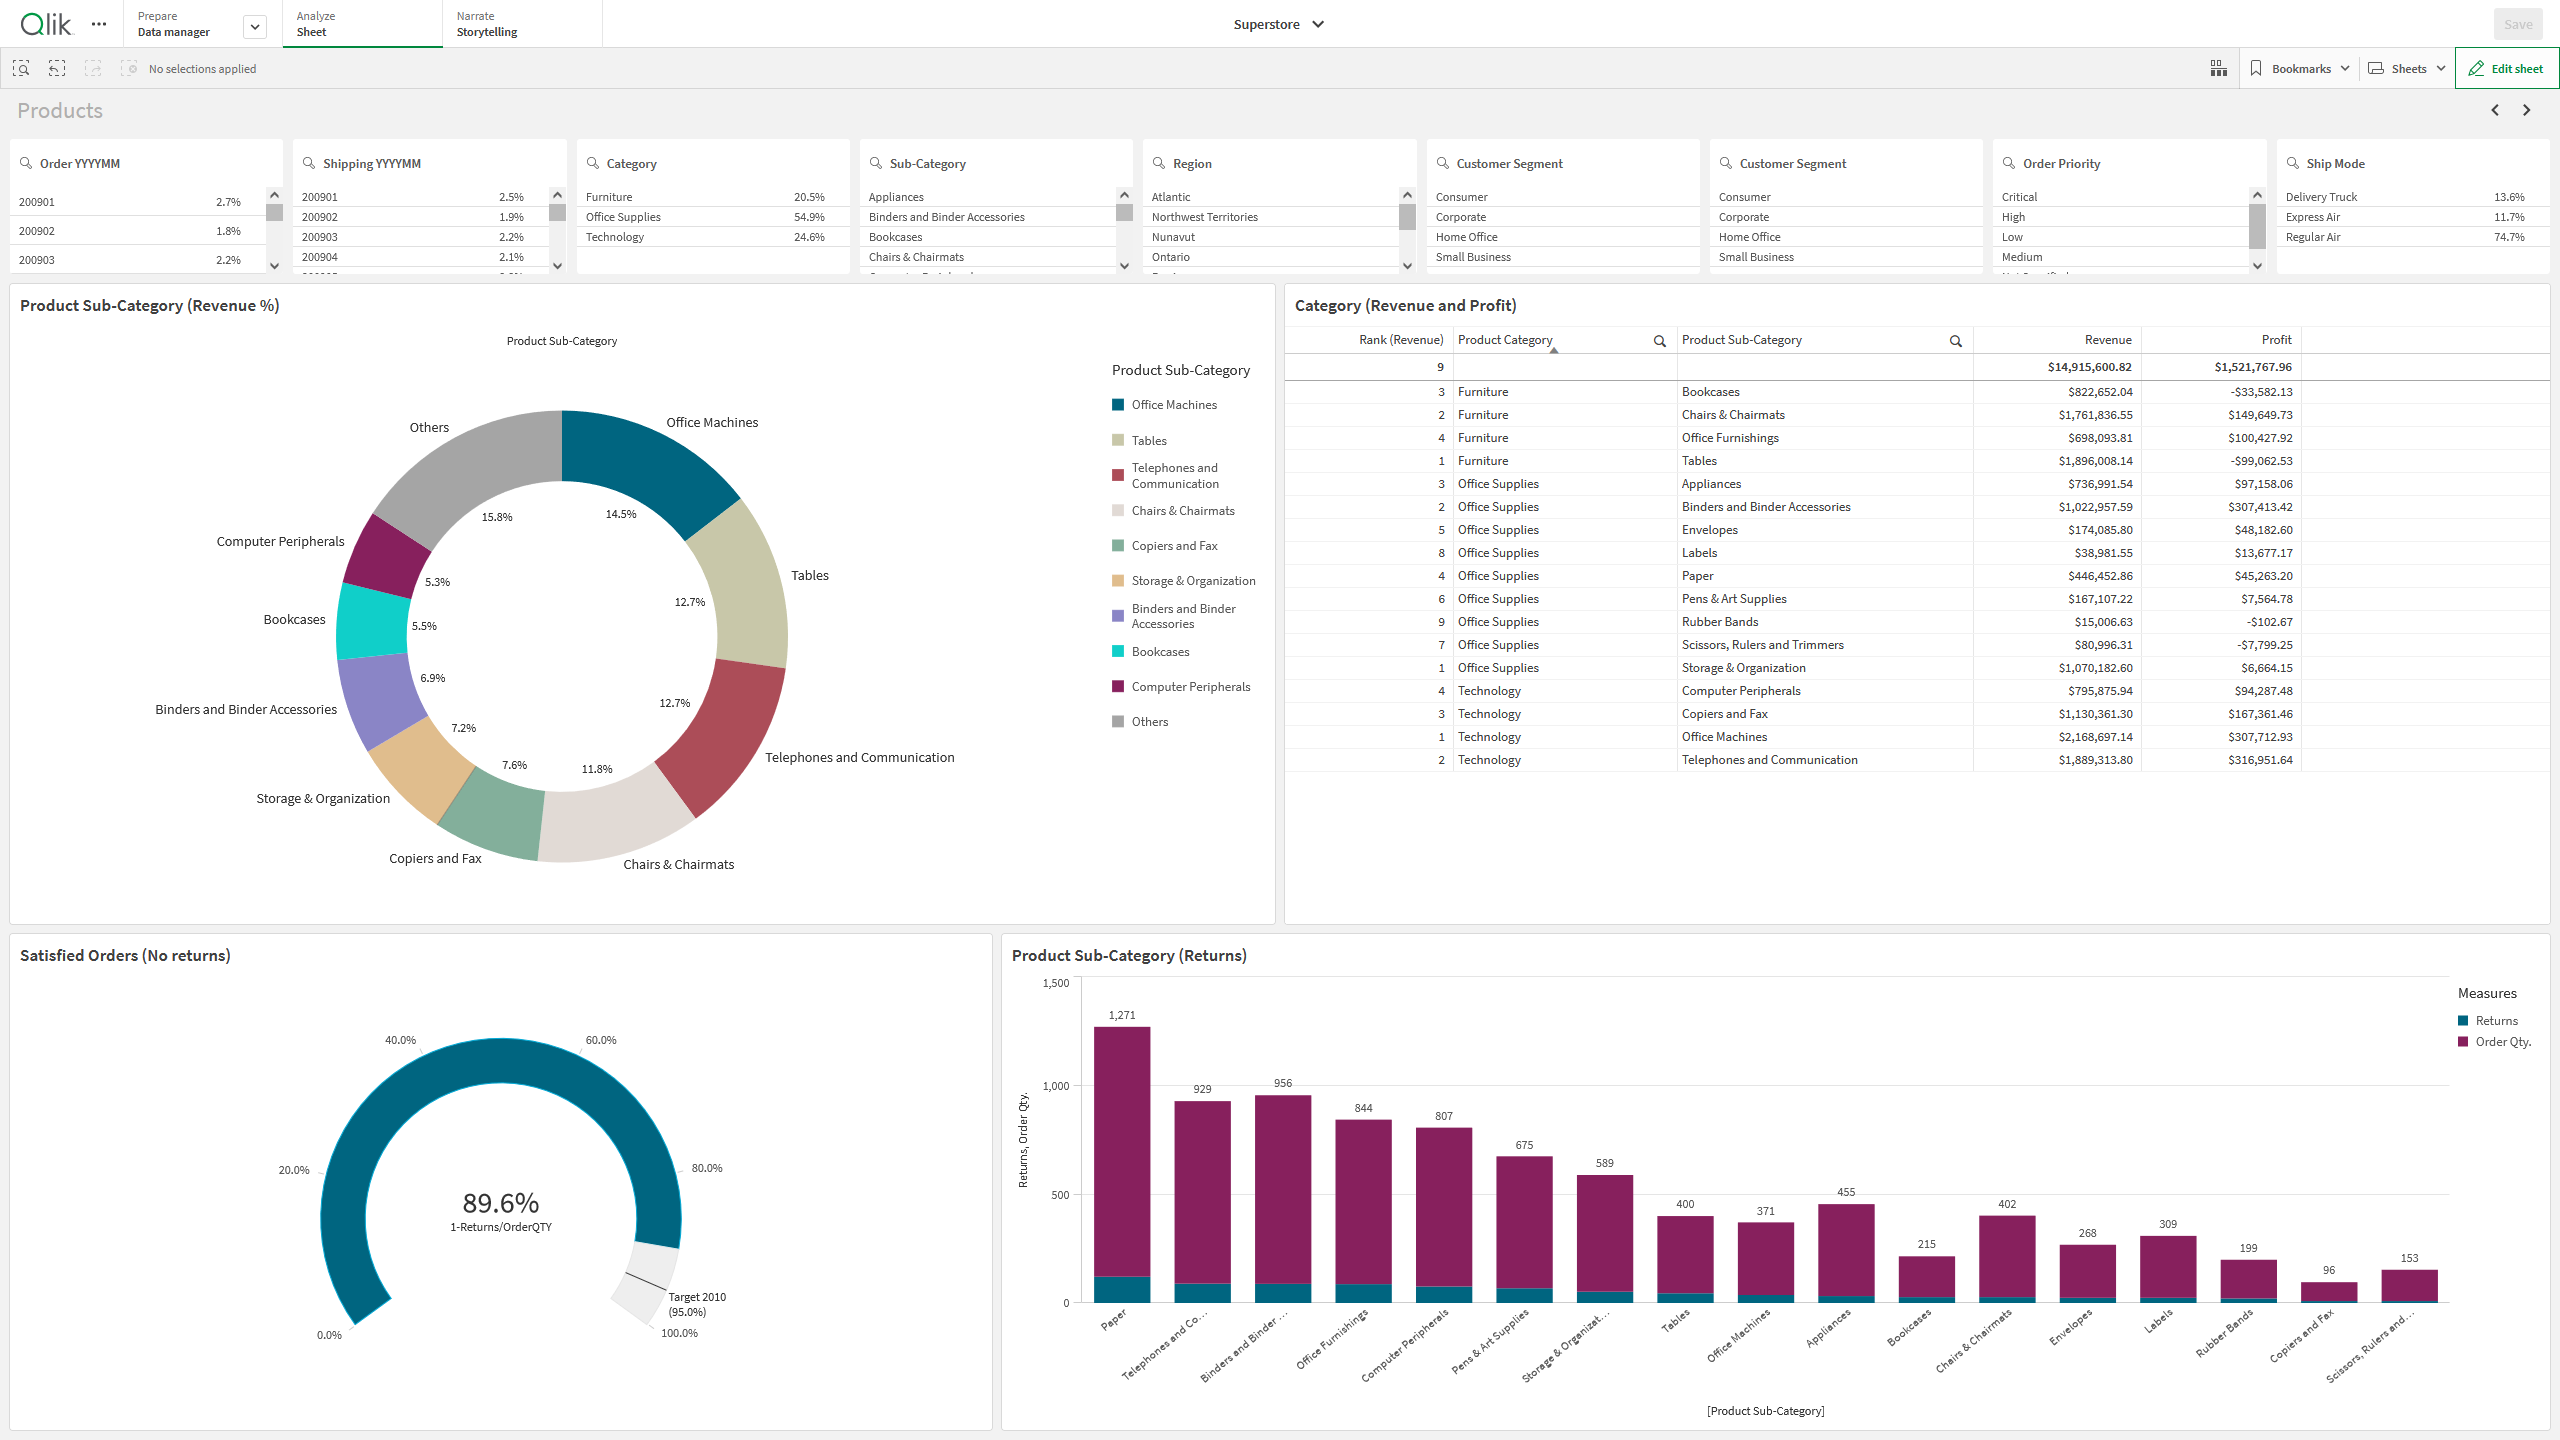 Qlik
Prepare
Data manager
Analyze
Sheet
Narrate
Storytelling
Superstore
Save
No selections applied
Bookmarks
Sheets
Edit sheet
Products
Order YYYYMM
200901 2.7%
200902 1.8%
200903 2.2%
Shipping YYYYMM
200901 2.5%
200902 1.9%
200903 2.2%
200904 2.1%
Category
Furniture 20.5%
Office Supplies 54.9%
Technology 24.6%
Sub-Category
Appliances
Binders and Binder Accessories
Bookcases
Chairs & Chairmats
Region
Atlantic
Northwest Territories
Nunavut
Ontario
Customer Segment
Consumer
Corporate
Home Office
Small Business
Customer Segment
Consumer
Corporate
Home Office
Small Business
Order Priority
Critical
High
Low
Medium
Ship Mode
Delivery Truck 13.6%
Express Air 11.7%
Regular Air 74.7%
Product Sub-Category (Revenue %)
Product Sub-Category
Office Machines
Tables
Telephones and Communication
Chairs & Chairmats
Copiers and Fax
Storage & Organization
Binders and Binder Accessories
Bookcases
Computer Peripherals
Others
14.5%
12.7%
12.7%
11.8%
7.6%
7.2%
6.9%
5.5%
5.3%
15.8%
Product Sub-Category
Office Machines
Tables
Telephones and
Communication
Chairs & Chairmats
Copiers and Fax
Storage & Organization
Binders and Binder
Accessories
Bookcases
Computer Peripherals
Others
Category (Revenue and Profit)
Rank (Revenue) Product Category Product Sub-Category Revenue Profit
9 $14,915,600.82 $1,521,767.96
3 Furniture Bookcases $822,652.04 -$33,582.13
2 Furniture Chairs & Chairmats $1,761,836.55 $149,649.73
4 Furniture Office Furnishings $698,093.81 $100,427.92
1 Furniture Tables $1,896,008.14 -$99,062.53
3 Office Supplies Appliances $736,991.54 $97,158.06
2 Office Supplies Binders and Binder Accessories $1,022,957.59 $307,413.42
5 Office Supplies Envelopes $174,085.80 $48,182.60
8 Office Supplies Labels $38,981.55 $13,677.17
4 Office Supplies Paper $446,452.86 $45,263.20
6 Office Supplies Pens & Art Supplies $167,107.22 $7,564.78
9 Office Supplies Rubber Bands $15,006.63 -$102.67
7 Office Supplies Scissors, Rulers and Trimmers $80,996.31 -$7,799.25
1 Office Supplies Storage & Organization $1,070,182.60 $6,664.15
4 Technology Computer Peripherals $795,875.94 $94,287.48
3 Technology Copiers and Fax $1,130,361.30 $167,361.46
1 Technology Office Machines $2,168,697.14 $307,712.93
2 Technology Telephones and Communication $1,889,313.80 $316,951.64
Satisfied Orders (No returns)
0.0%
20.0%
40.0%
60.0%
80.0%
100.0%
89.6%
1-Returns/OrderQTY
Target 2010
(95.0%)
Product Sub-Category (Returns)
Returns, Order Qty.
1,500
1,000
500
0
1,271
929
956
844
807
675
589
400
371
455
215
402
268
309
199
96
153
Paper
Telephones and Co...
Binders and Binder ...
Office Furnishings
Computer Peripherals
Pens & Art Supplies
Storage & Organizat...
Tables
Office Machines
Appliances
Bookcases
Chairs & Chairmats
Envelopes
Labels
Rubber Bands
Copiers and Fax
Scissors, Rulers and...
[Product Sub-Category]
Measures
Returns
Order Qty.